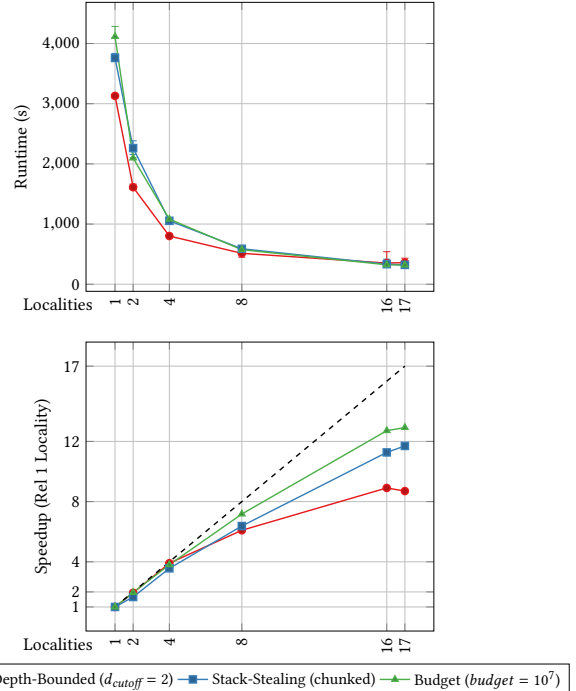 4,000
3,000
2,000
1,000
0
Runtime (s)
Localities 1 2 4 8 16 17
17
12
8
4
2
1
Speedup (Rel 1 Locality)
Localities 1 2 4 8 16 17
Depth-Bounded (d_cutoff = 2) Stack-Stealing (chunked) Budget (budget = 10⁷)